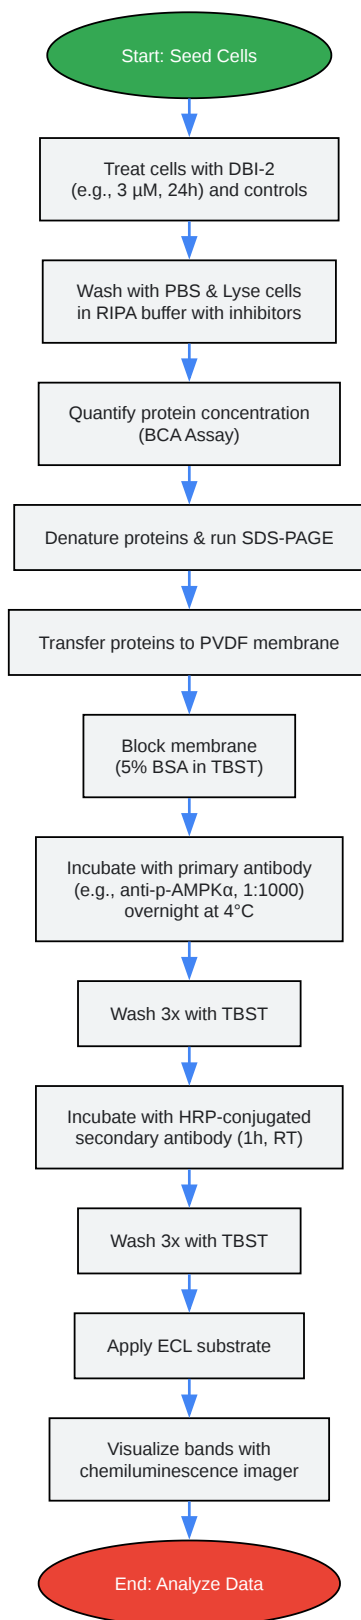 Start: Seed Cells
Treat cells with DBI-2
(e.g., 3 µM, 24h) and controls
Wash with PBS & Lyse cells
in RIPA buffer with inhibitors
Quantify protein concentration
(BCA Assay)
Denature proteins & run SDS-PAGE
Transfer proteins to PVDF membrane
Block membrane
(5% BSA in TBST)
Incubate with primary antibody
(e.g., anti-p-AMPKα, 1:1000)
overnight at 4°C
Wash 3x with TBST
Incubate with HRP-conjugated
secondary antibody (1h, RT)
Wash 3x with TBST
Apply ECL substrate
Visualize bands with
chemiluminescence imager
End: Analyze Data